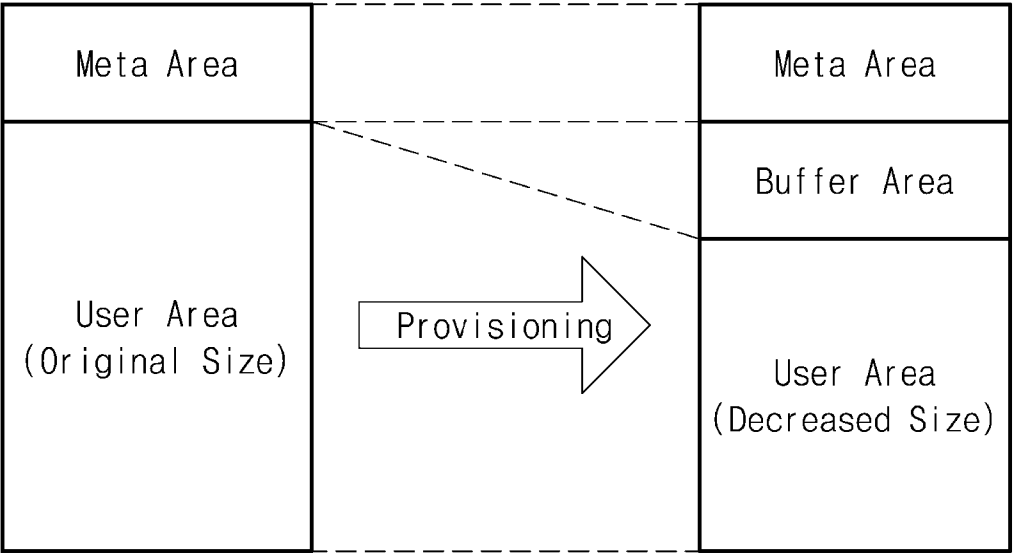 Meta Area
User Area
(Original Size)
Provisioning
Meta Area
Buffer Area
User Area
(Decreased Size)